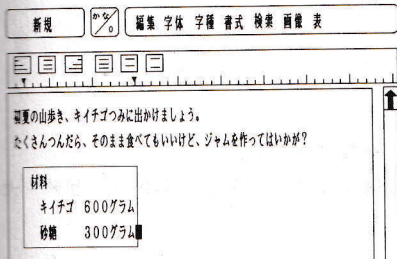 新規 かな/0 編集 字体 字種 書式 検索 画像 表
初夏の山歩き、キイチゴつみに出かけましょう。
たくさんつんだら、そのまま食べてもいいけど、ジャムを作ってはいかが?
材料
キイチゴ 600グラム
砂糖 300グラム